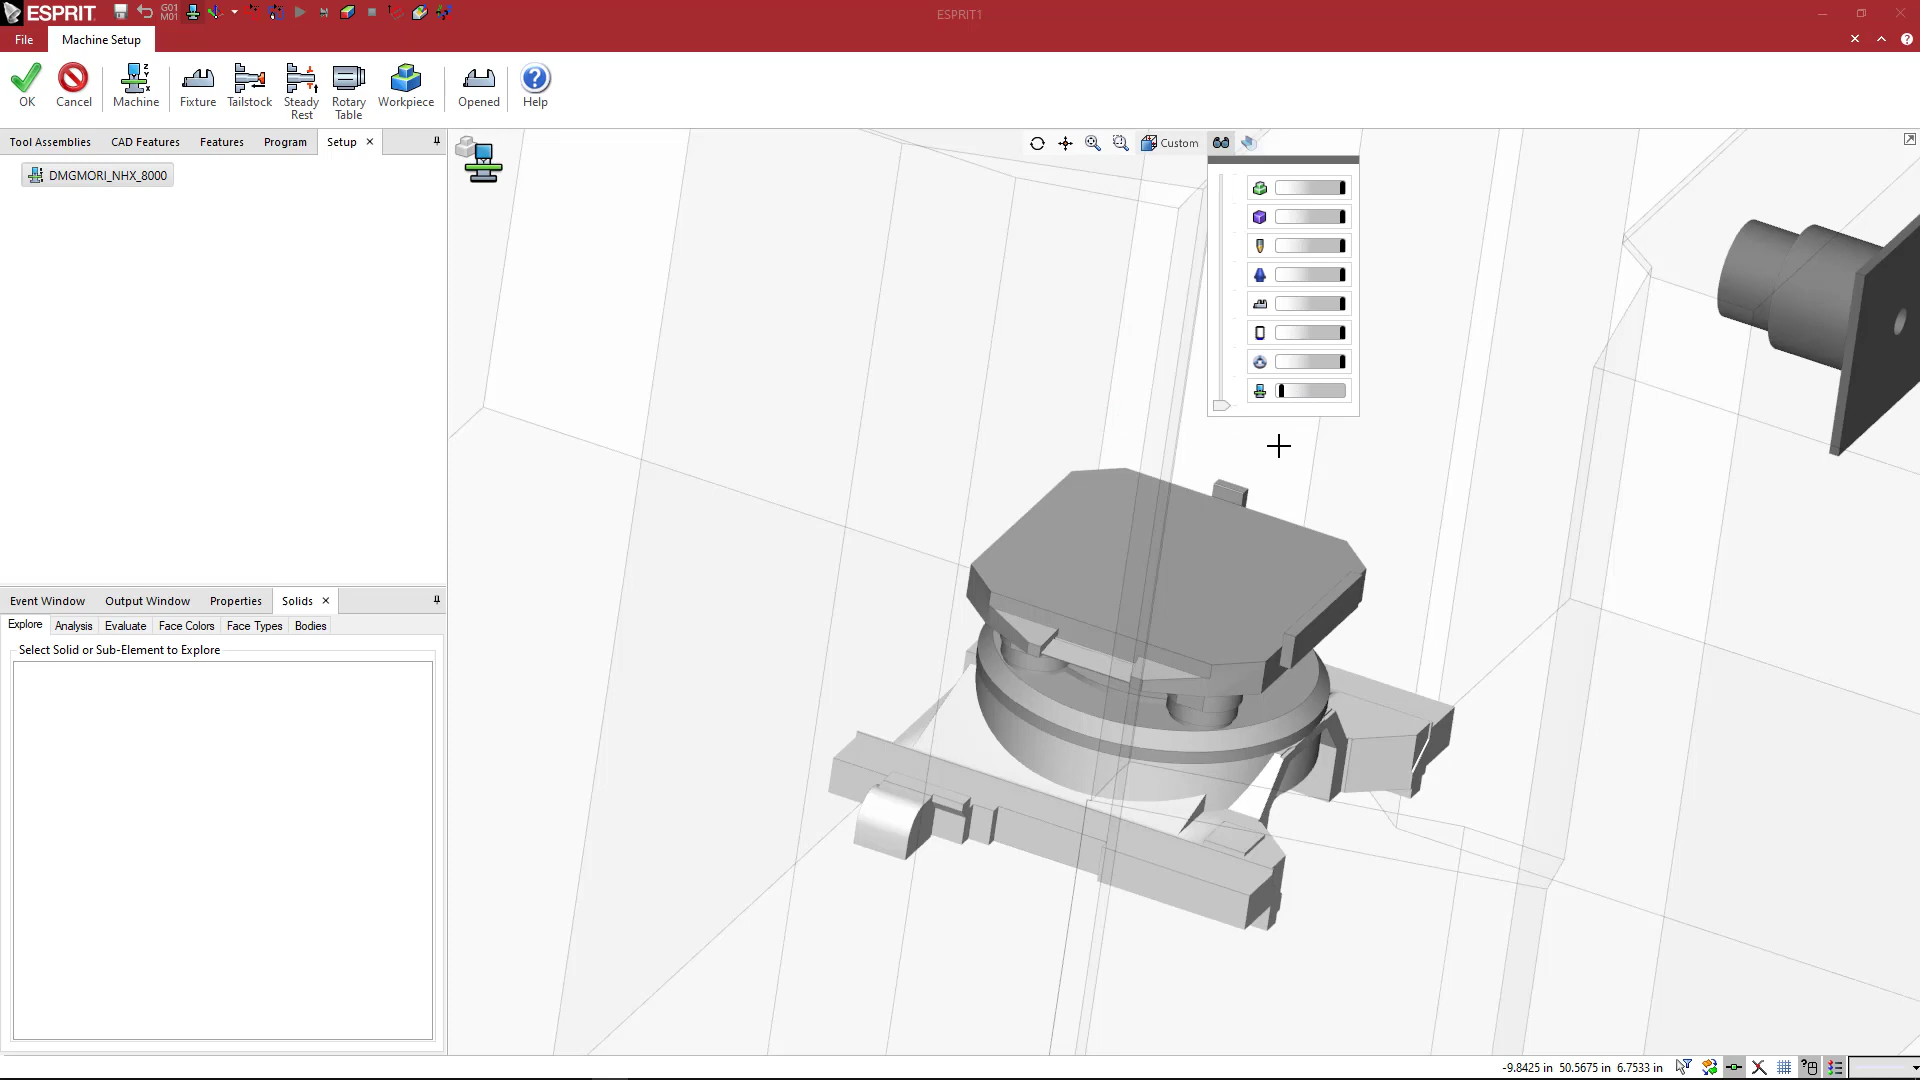 ESPRIT
G01
M01
ESPRIT1
File
Machine Setup
OK
Cancel
Machine
Z
Y
X
Fixture
Tailstock
Steady
Rest
Rotary
Table
Workpiece
Opened
Help
Tool Assemblies
CAD Features
Features
Program
Setup
Custom
DMGMORI_NHX_8000
Event Window
Output Window
Properties
Solids
Explore
Analysis
Evaluate
Face Colors
Face Types
Bodies
Select Solid or Sub-Element to Explore
-9.8425 in 50.5675 in 6.7533 in